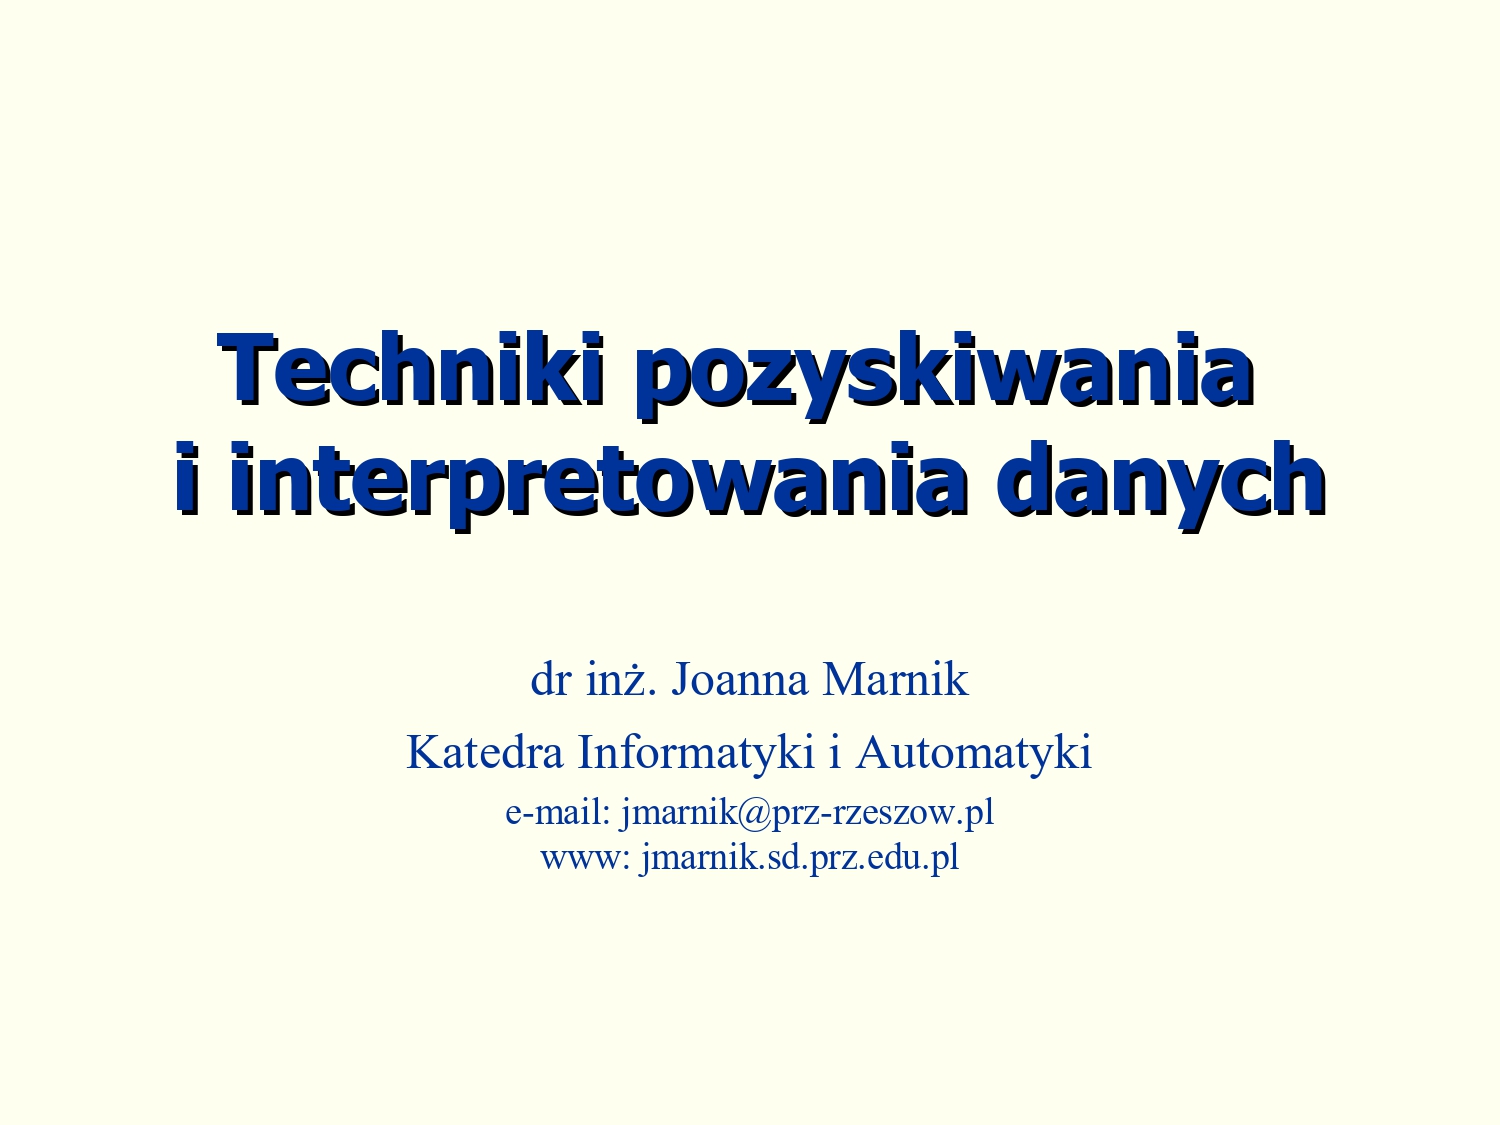 Techniki pozyskiwania
i interpretowania danych
dr inż. Joanna Marnik
Katedra Informatyki i Automatyki
e-mail: jmarnik@prz-rzeszow.pl
www: jmarnik.sd.prz.edu.pl